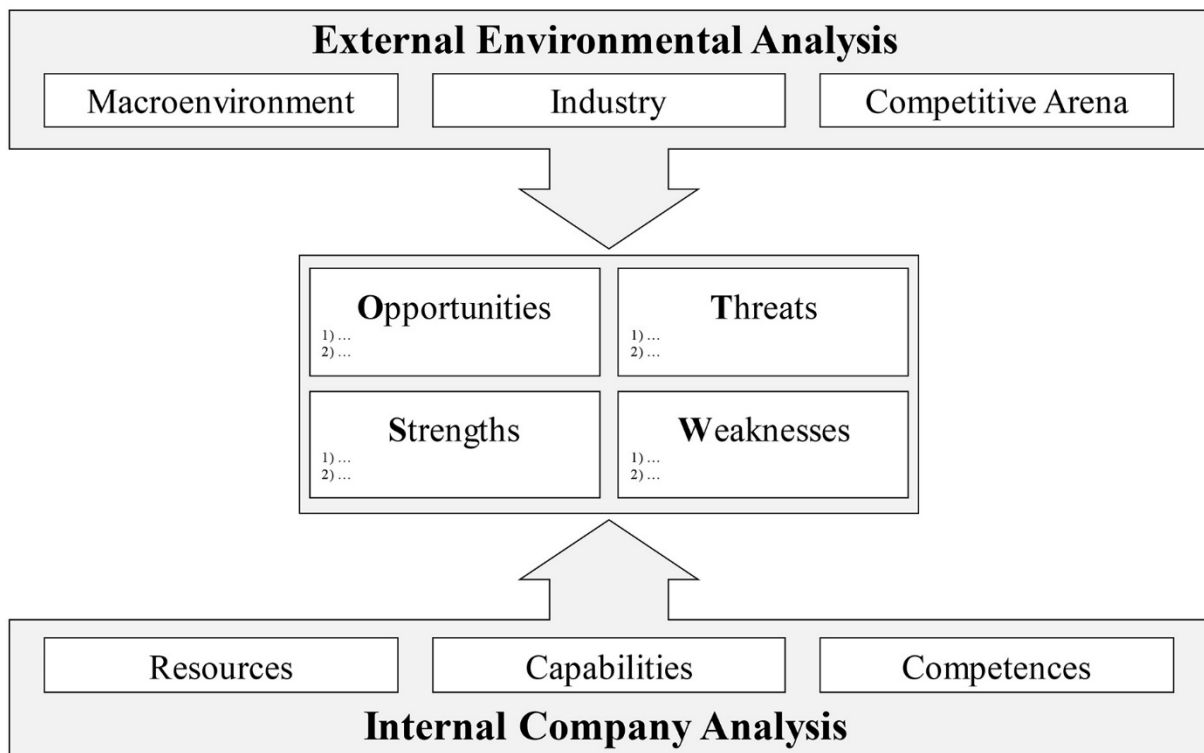 External Environmental Analysis
Macroenvironment
Industry
Competitive Arena
Opportunities
1) ...
2) ...
Threats
1) ...
2) ...
Strengths
1) ...
2) ...
Weaknesses
1) ...
2) ...
Resources
Capabilities
Competences
Internal Company Analysis